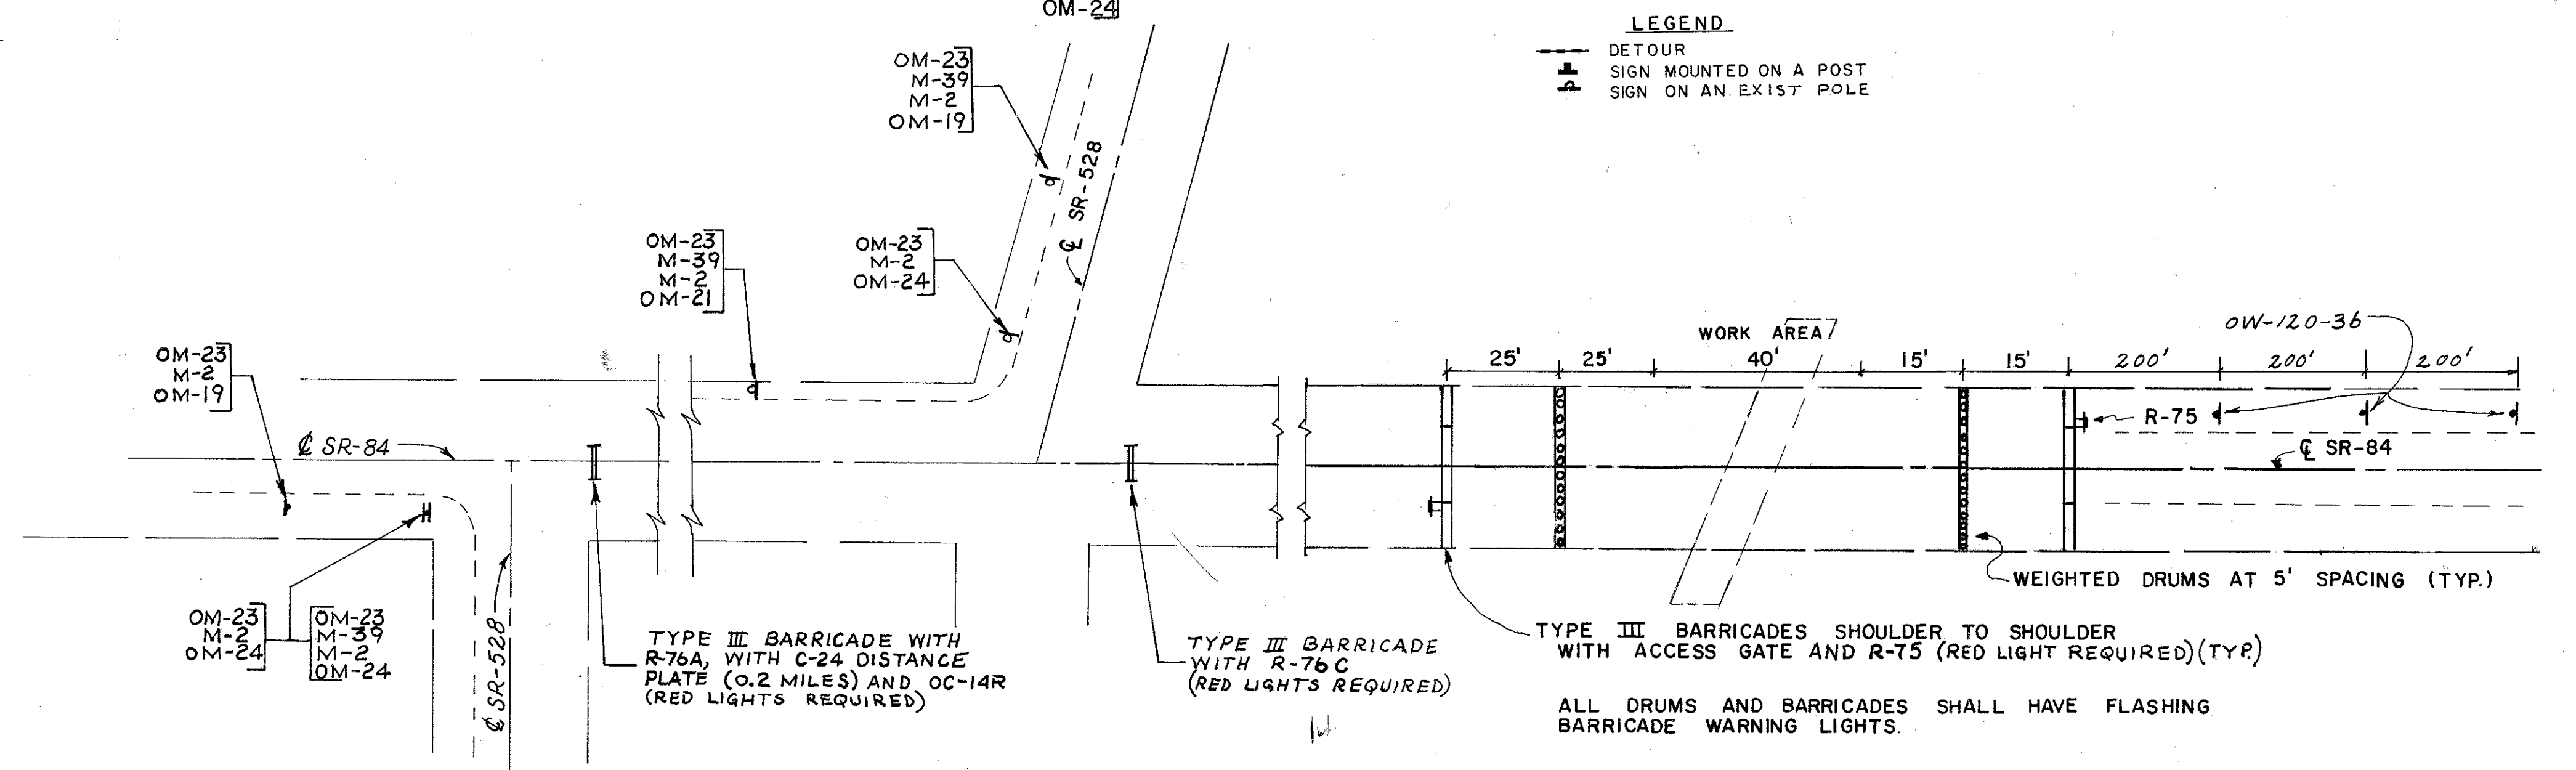 OM-24
LEGEND
DETOUR
SIGN MOUNTED ON A POST
SIGN ON AN EXIST POLE
OM-23
M-39
M-2
OM-19
℄ SR-528
OM-23
M-39
M-2
OM-21
OM-23
M-2
OM-24
OM-23
M-2
OM-19
℄ SR-84
WORK AREA
OW-120-36
25'
25'
40'
15'
15'
200'
200'
200'
R-75
℄ SR-84
WEIGHTED DRUMS AT 5' SPACING (TYP.)
OM-23
M-2
OM-24
OM-23
M-39
M-2
OM-24
℄ SR-528
TYPE III BARRICADE WITH
R-76A, WITH C-24 DISTANCE
PLATE (0.2 MILES) AND OC-14R
(RED LIGHTS REQUIRED)
TYPE III BARRICADE
WITH R-76C
(RED LIGHTS REQUIRED)
TYPE III BARRICADES SHOULDER TO SHOULDER
WITH ACCESS GATE AND R-75 (RED LIGHT REQUIRED)(TYP.)
ALL DRUMS AND BARRICADES SHALL HAVE FLASHING
BARRICADE WARNING LIGHTS.